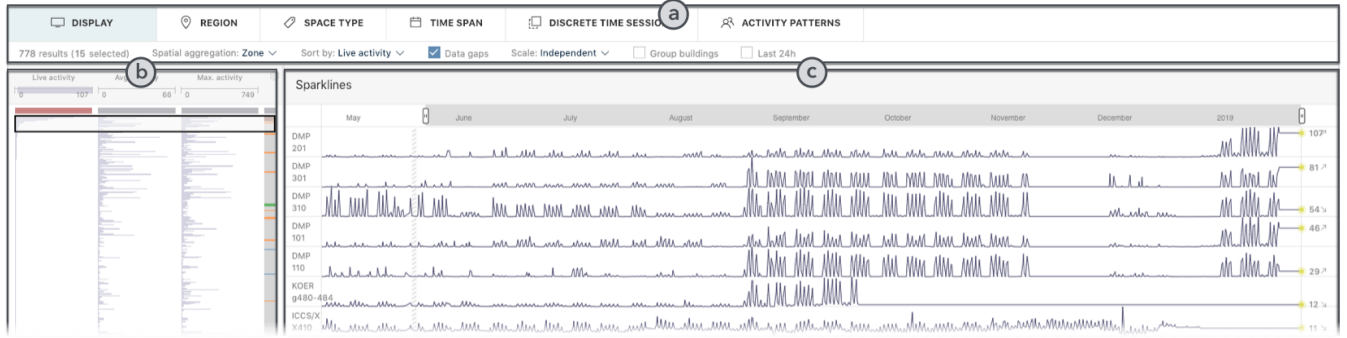 DISPLAY REGION SPACE TYPE TIME SPAN DISCRETE TIME SESSIO a ACTIVITY PATTERNS
778 results (15 selected) Spatial aggregation: Zone Sort by: Live activity Data gaps Scale: Independent Group buildings Last 24h
b c
Live activity Max. activity
0 107 0 66 0 749
Sparklines
May June July August September October November December 2019
DMP
201 107
DMP
301 81
DMP
310 54
DMP
101 46
DMP
110 29
KOER
g480-484 12
ICCS/X
X410 11